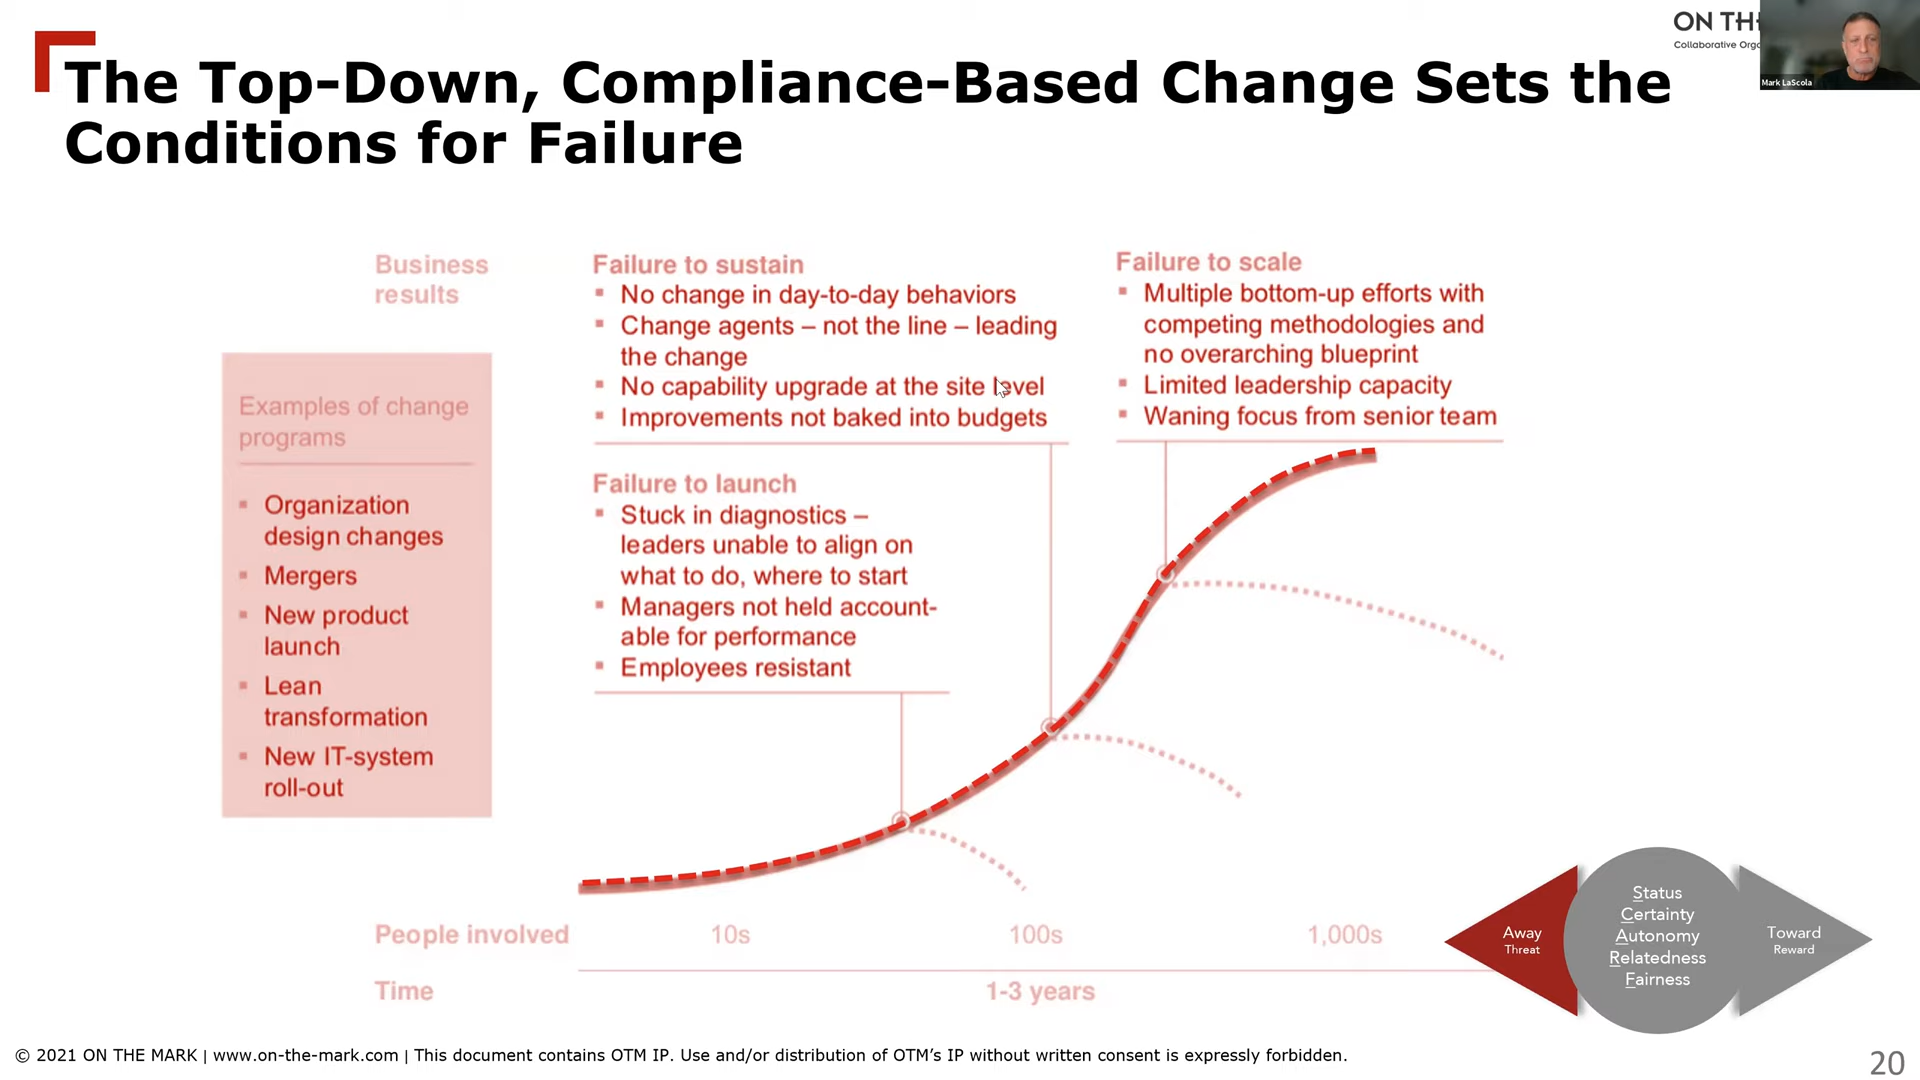 ON TH
Collaborative Orga
Mark LaScola
The Top-Down, Compliance-Based Change Sets the
Conditions for Failure
Business
results
Failure to sustain
▪ No change in day-to-day behaviors
▪ Change agents – not the line – leading
the change
▪ No capability upgrade at the site level
▪ Improvements not baked into budgets
Failure to scale
▪ Multiple bottom-up efforts with
competing methodologies and
no overarching blueprint
▪ Limited leadership capacity
▪ Waning focus from senior team
Examples of change
programs
▪ Organization
design changes
▪ Mergers
▪ New product
launch
▪ Lean
transformation
▪ New IT-system
roll-out
Failure to launch
▪ Stuck in diagnostics –
leaders unable to align on
what to do, where to start
▪ Managers not held account-
able for performance
▪ Employees resistant
People involved 10s 100s 1,000s
Time 1-3 years
Away
Threat
Status
Certainty
Autonomy
Relatedness
Fairness
Toward
Reward
© 2021 ON THE MARK | www.on-the-mark.com | This document contains OTM IP. Use and/or distribution of OTM’s IP without written consent is expressly forbidden.
20